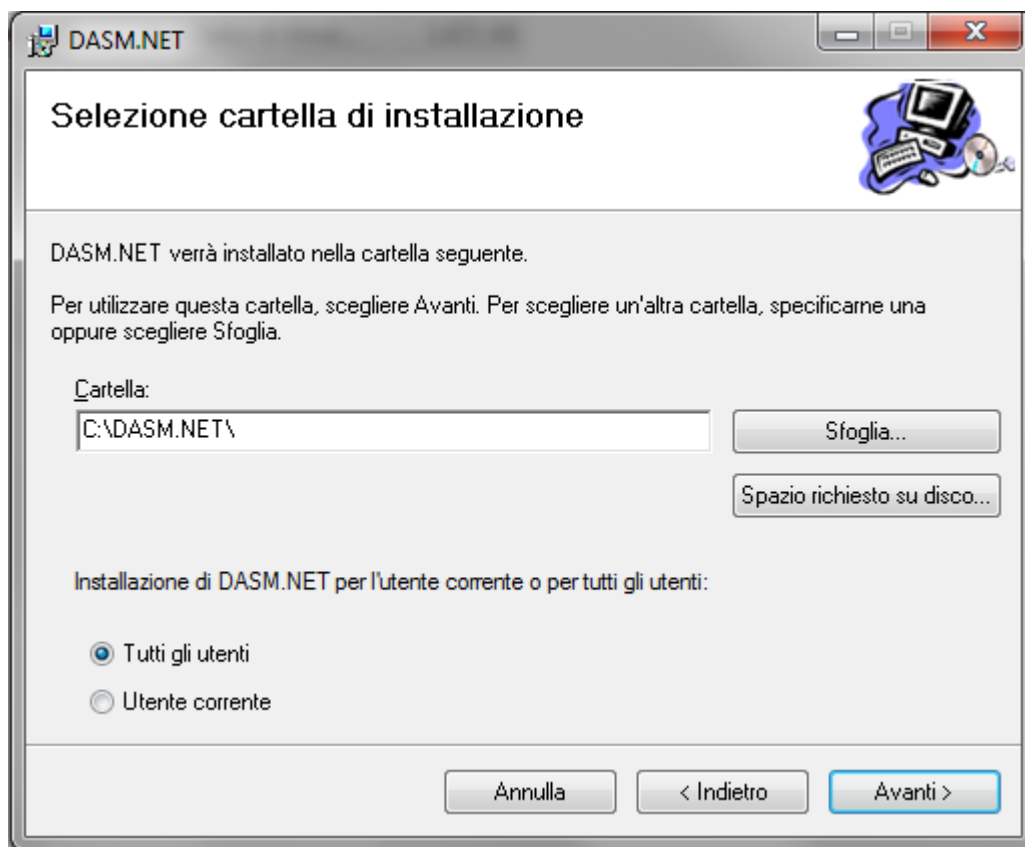 DASM.NET
Selezione cartella di installazione
DASM.NET verrà installato nella cartella seguente.
Per utilizzare questa cartella, scegliere Avanti. Per scegliere un'altra cartella, specificarne una
oppure scegliere Sfoglia.
Cartella:
C:\DASM.NET\
Sfoglia...
Spazio richiesto su disco...
Installazione di DASM.NET per l'utente corrente o per tutti gli utenti:
Tutti gli utenti
Utente corrente
Annulla
< Indietro
Avanti >